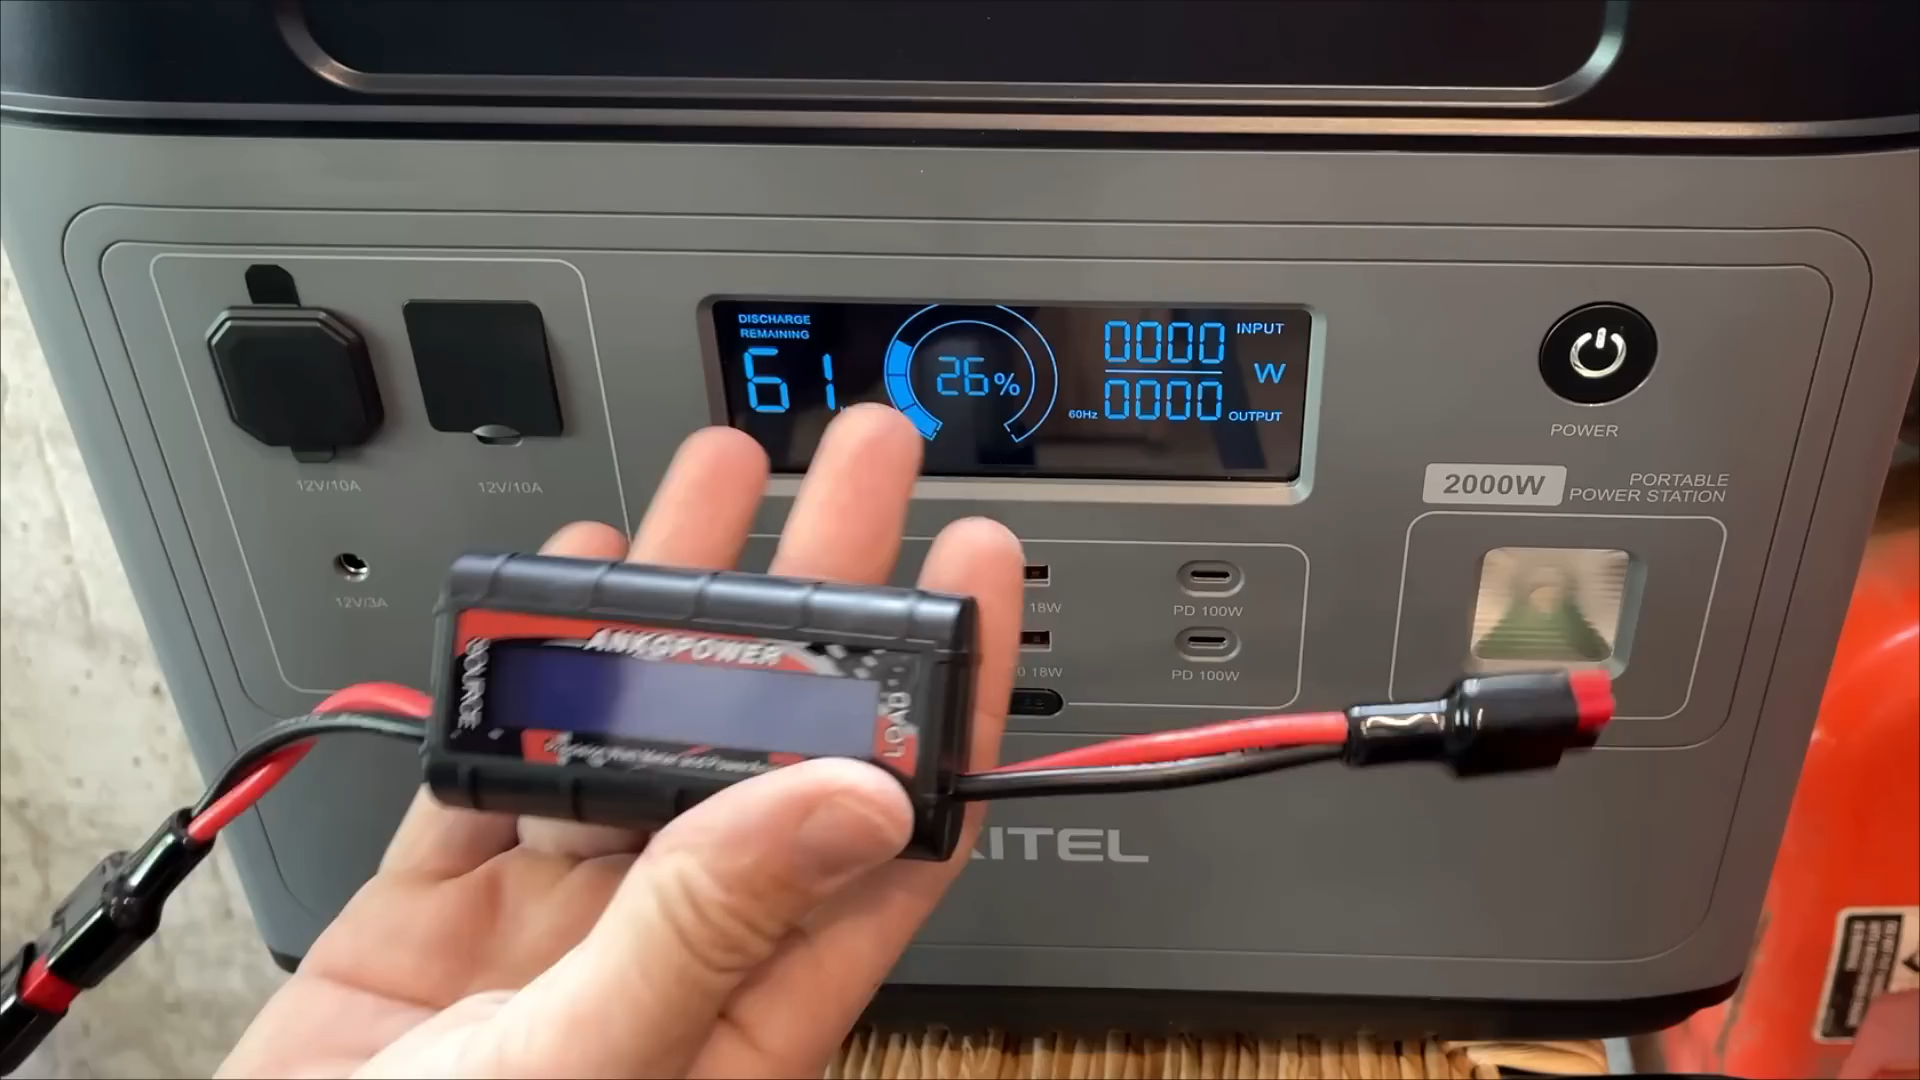 DISCHARGE
REMAINING
61
26%
0000 INPUT
W
60Hz 0000 OUTPUT
POWER
2000W
PORTABLE
POWER STATION
12V/10A
12V/10A
12V/3A
18W
PD 100W
18W
PD 100W
ANKGPOWER
SOURCE
LOAD
ITEL